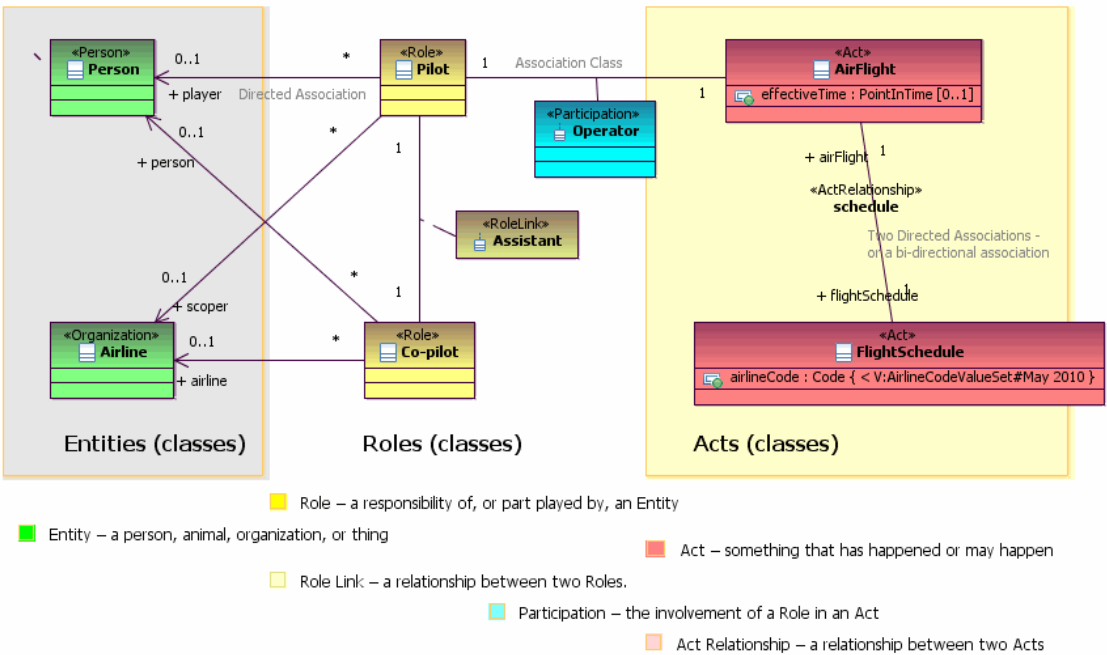 «Person»
Person
0..1
*
+ player
Directed Association
«Role»
Pilot
1
Association Class
1
«Act»
AirFlight
effectiveTime : PointInTime [0..1]
«Participation»
Operator
0..1
+ person
*
1
+ airFlight
1
«ActRelationship»
schedule
«RoleLink»
Assistant
Two Directed Associations -
or a bi-directional association
0..1
+ scoper
*
1
+ flightSchedule
1
«Organization»
Airline
0..1
*
+ airline
«Role»
Co-pilot
«Act»
FlightSchedule
airlineCode : Code { < V:AirlineCodeValueSet#May 2010 }
Entities (classes)
Roles (classes)
Acts (classes)
Role – a responsibility of, or part played by, an Entity
Entity – a person, animal, organization, or thing
Act – something that has happened or may happen
Role Link – a relationship between two Roles.
Participation – the involvement of a Role in an Act
Act Relationship – a relationship between two Acts